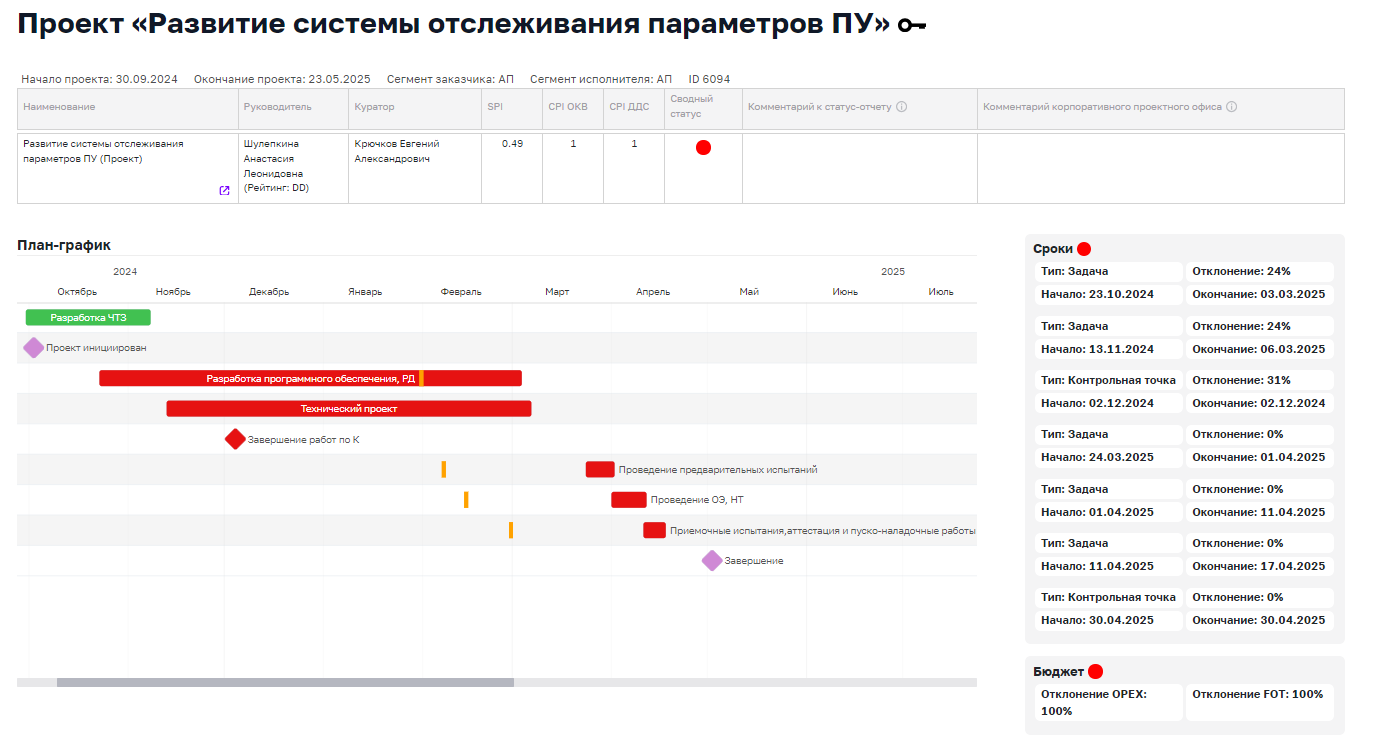 Проект «Развитие системы отслеживания параметров ПУ»
Начало проекта: 30.09.2024 Окончание проекта: 23.05.2025 Сегмент заказчика: АП Сегмент исполнителя: АП ID 6094
Наименование Руководитель Куратор SPI CPI ОКВ CPI ДДС Сводный статус Комментарий к статус-отчету Комментарий корпоративного проектного офиса
Развитие системы отслеживания Шулепкина Крючков Евгений 0.49 1 1
параметров ПУ (Проект) Анастасия Александрович
Леонидовна
(Рейтинг: DD)
План-график
2024 2025
Октябрь Ноябрь Декабрь Январь Февраль Март Апрель Май Июнь Июль
Разработка ЧТЗ
Проект инициирован
Разработка программного обеспечения, РД
Технический проект
Завершение работ по К
Проведение предварительных испытаний
Проведение ОЭ, НТ
Приемочные испытания,аттестация и пуско-наладочные работы
Завершение
Сроки
Тип: Задача Отклонение: 24%
Начало: 23.10.2024 Окончание: 03.03.2025
Тип: Задача Отклонение: 24%
Начало: 13.11.2024 Окончание: 06.03.2025
Тип: Контрольная точка Отклонение: 31%
Начало: 02.12.2024 Окончание: 02.12.2024
Тип: Задача Отклонение: 0%
Начало: 24.03.2025 Окончание: 01.04.2025
Тип: Задача Отклонение: 0%
Начало: 01.04.2025 Окончание: 11.04.2025
Тип: Задача Отклонение: 0%
Начало: 11.04.2025 Окончание: 17.04.2025
Тип: Контрольная точка Отклонение: 0%
Начало: 30.04.2025 Окончание: 30.04.2025
Бюджет
Отклонение OPEX: Отклонение FOT: 100%
100%